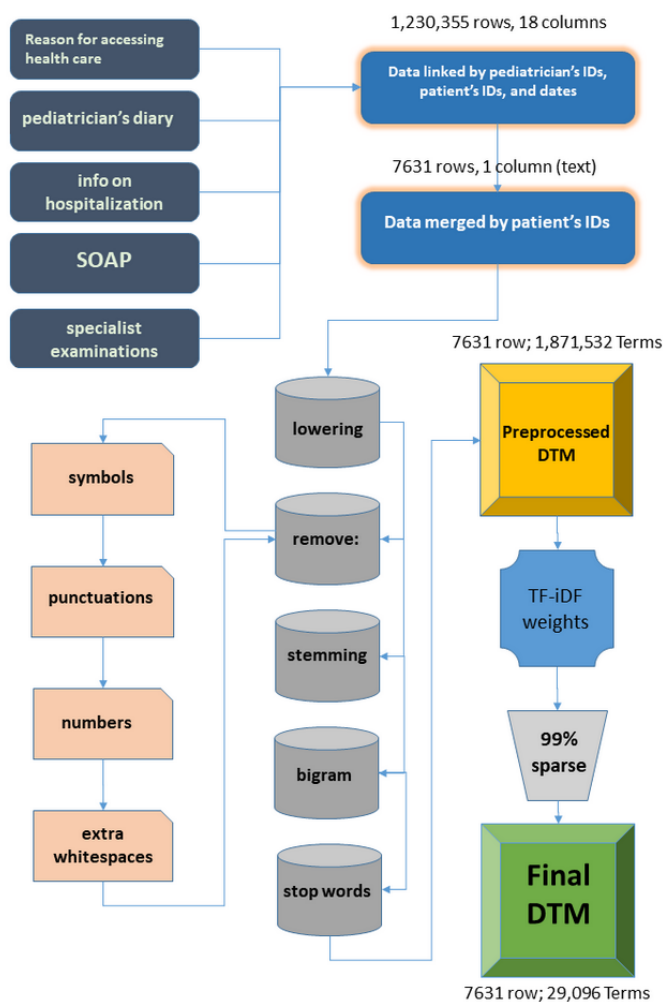 1,230,355 rows, 18 columns
Reason for accessing
health care
pediatrician's diary
info on
hospitalization
SOAP
specialist
examinations
Data linked by pediatrician's IDs,
patient's IDs, and dates
7631 rows, 1 column (text)
Data merged by patient's IDs
lowering
remove:
symbols
punctuations
numbers
extra
whitespaces
stemming
bigram
stop words
7631 row; 1,871,532 Terms
Preprocessed
DTM
TF-iDF
weights
99%
sparse
Final
DTM
7631 row; 29,096 Terms